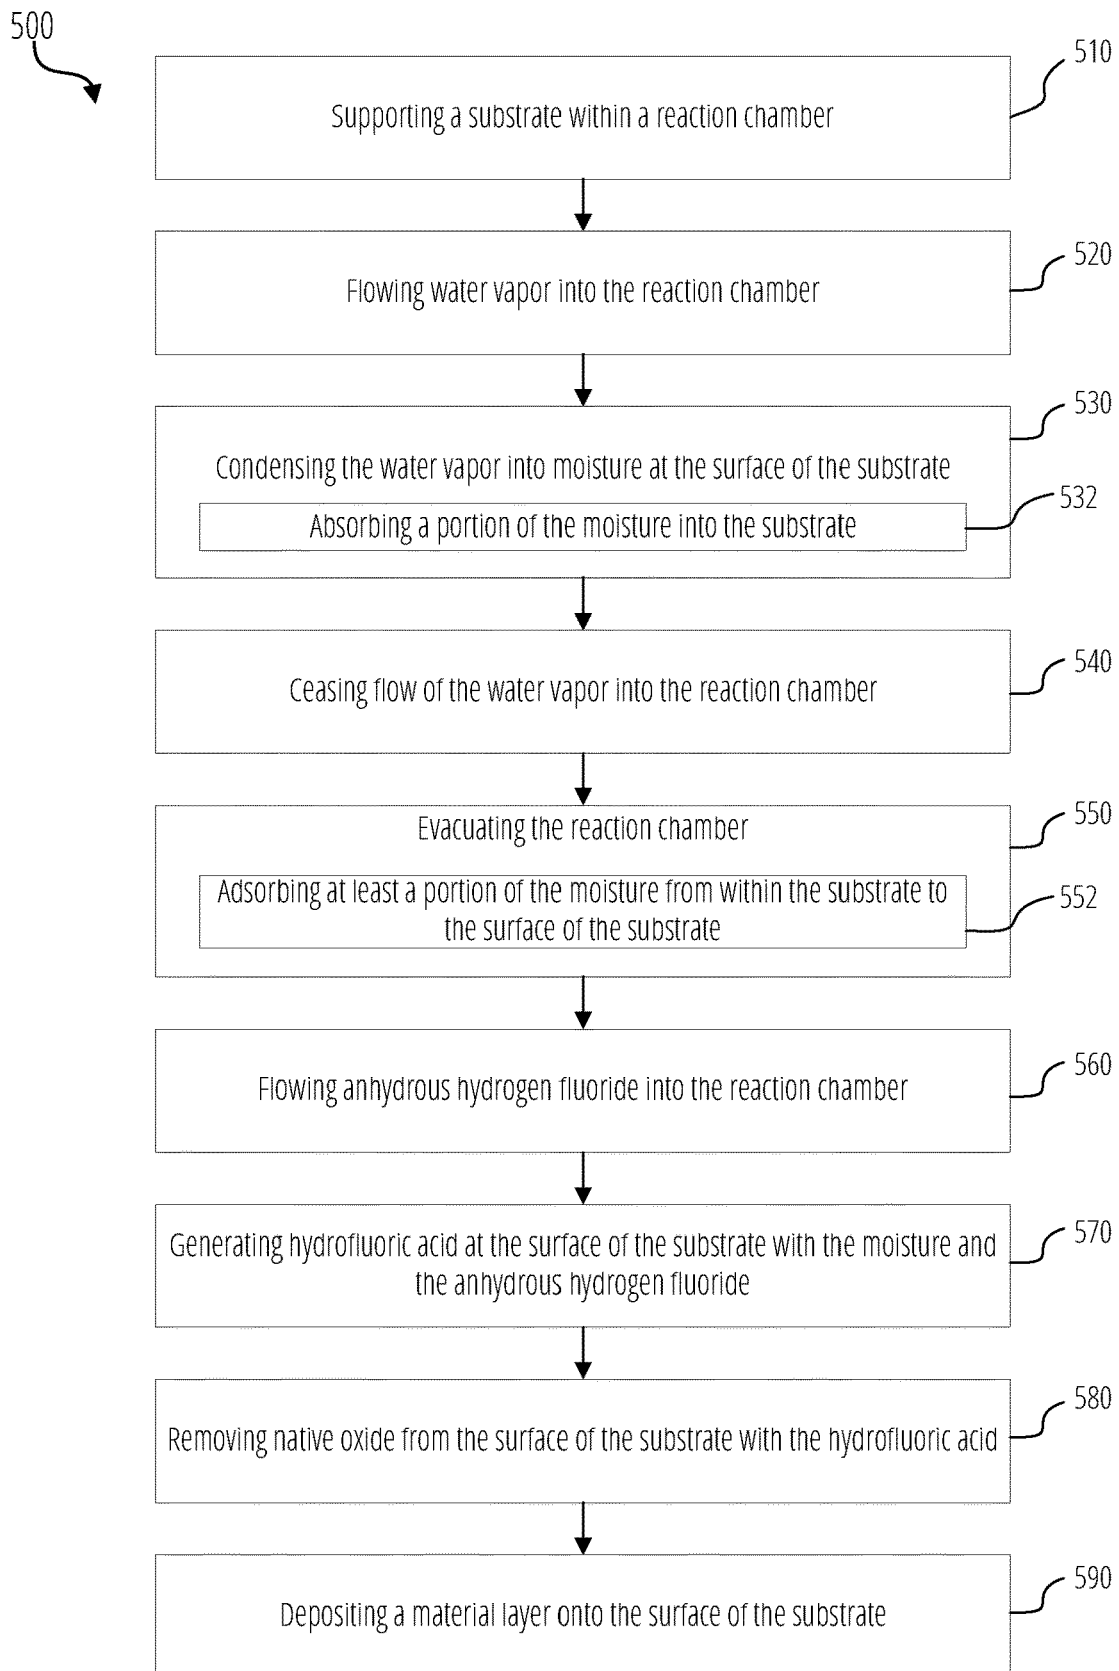 500
510
Supporting a substrate within a reaction chamber
520
Flowing water vapor into the reaction chamber
530
Condensing the water vapor into moisture at the surface of the substrate
532
Absorbing a portion of the moisture into the substrate
540
Ceasing flow of the water vapor into the reaction chamber
550
Evacuating the reaction chamber
Adsorbing at least a portion of the moisture from within the substrate to
the surface of the substrate
552
560
Flowing anhydrous hydrogen fluoride into the reaction chamber
570
Generating hydrofluoric acid at the surface of the substrate with the moisture and
the anhydrous hydrogen fluoride
580
Removing native oxide from the surface of the substrate with the hydrofluoric acid
590
Depositing a material layer onto the surface of the substrate